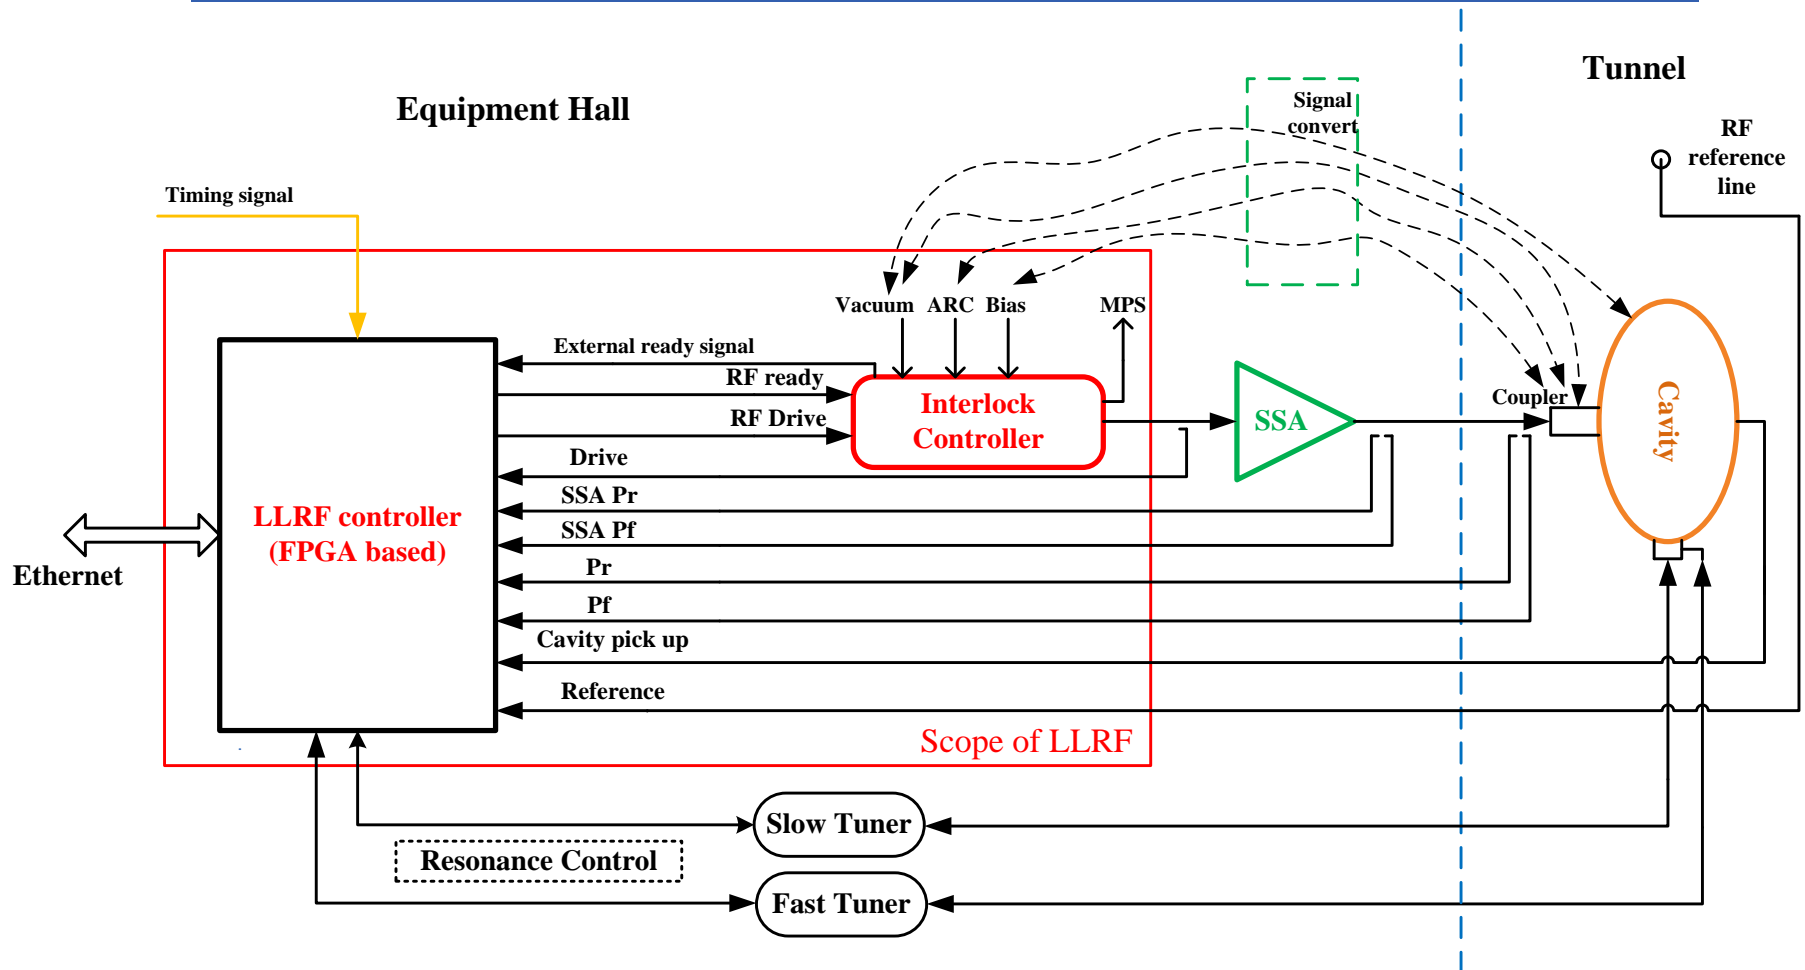 Tunnel
Equipment Hall
Signal
convert
RF
reference
line
Timing signal
Vacuum ARC Bias MPS
External ready signal
RF ready
RF Drive
Interlock
Controller
SSA
Coupler
Cavity
Drive
SSA Pr
SSA Pf
LLRF controller
(FPGA based)
Ethernet
Pr
Pf
Cavity pick up
Reference
Scope of LLRF
Slow Tuner
Resonance Control
Fast Tuner